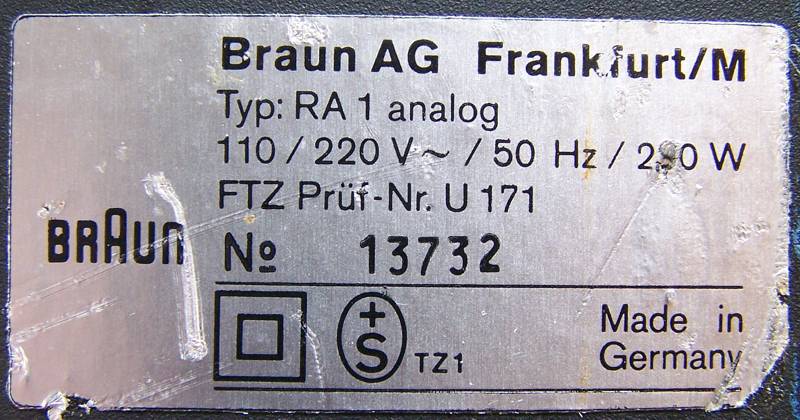 Braun AG Frankfurt/M
Typ: RA 1 analog
110 / 220 V ~ / 50 Hz /
FTZ Prüf-Nr. U 171
BRAUN
No 13732
+S TZ1
Made in
Germany